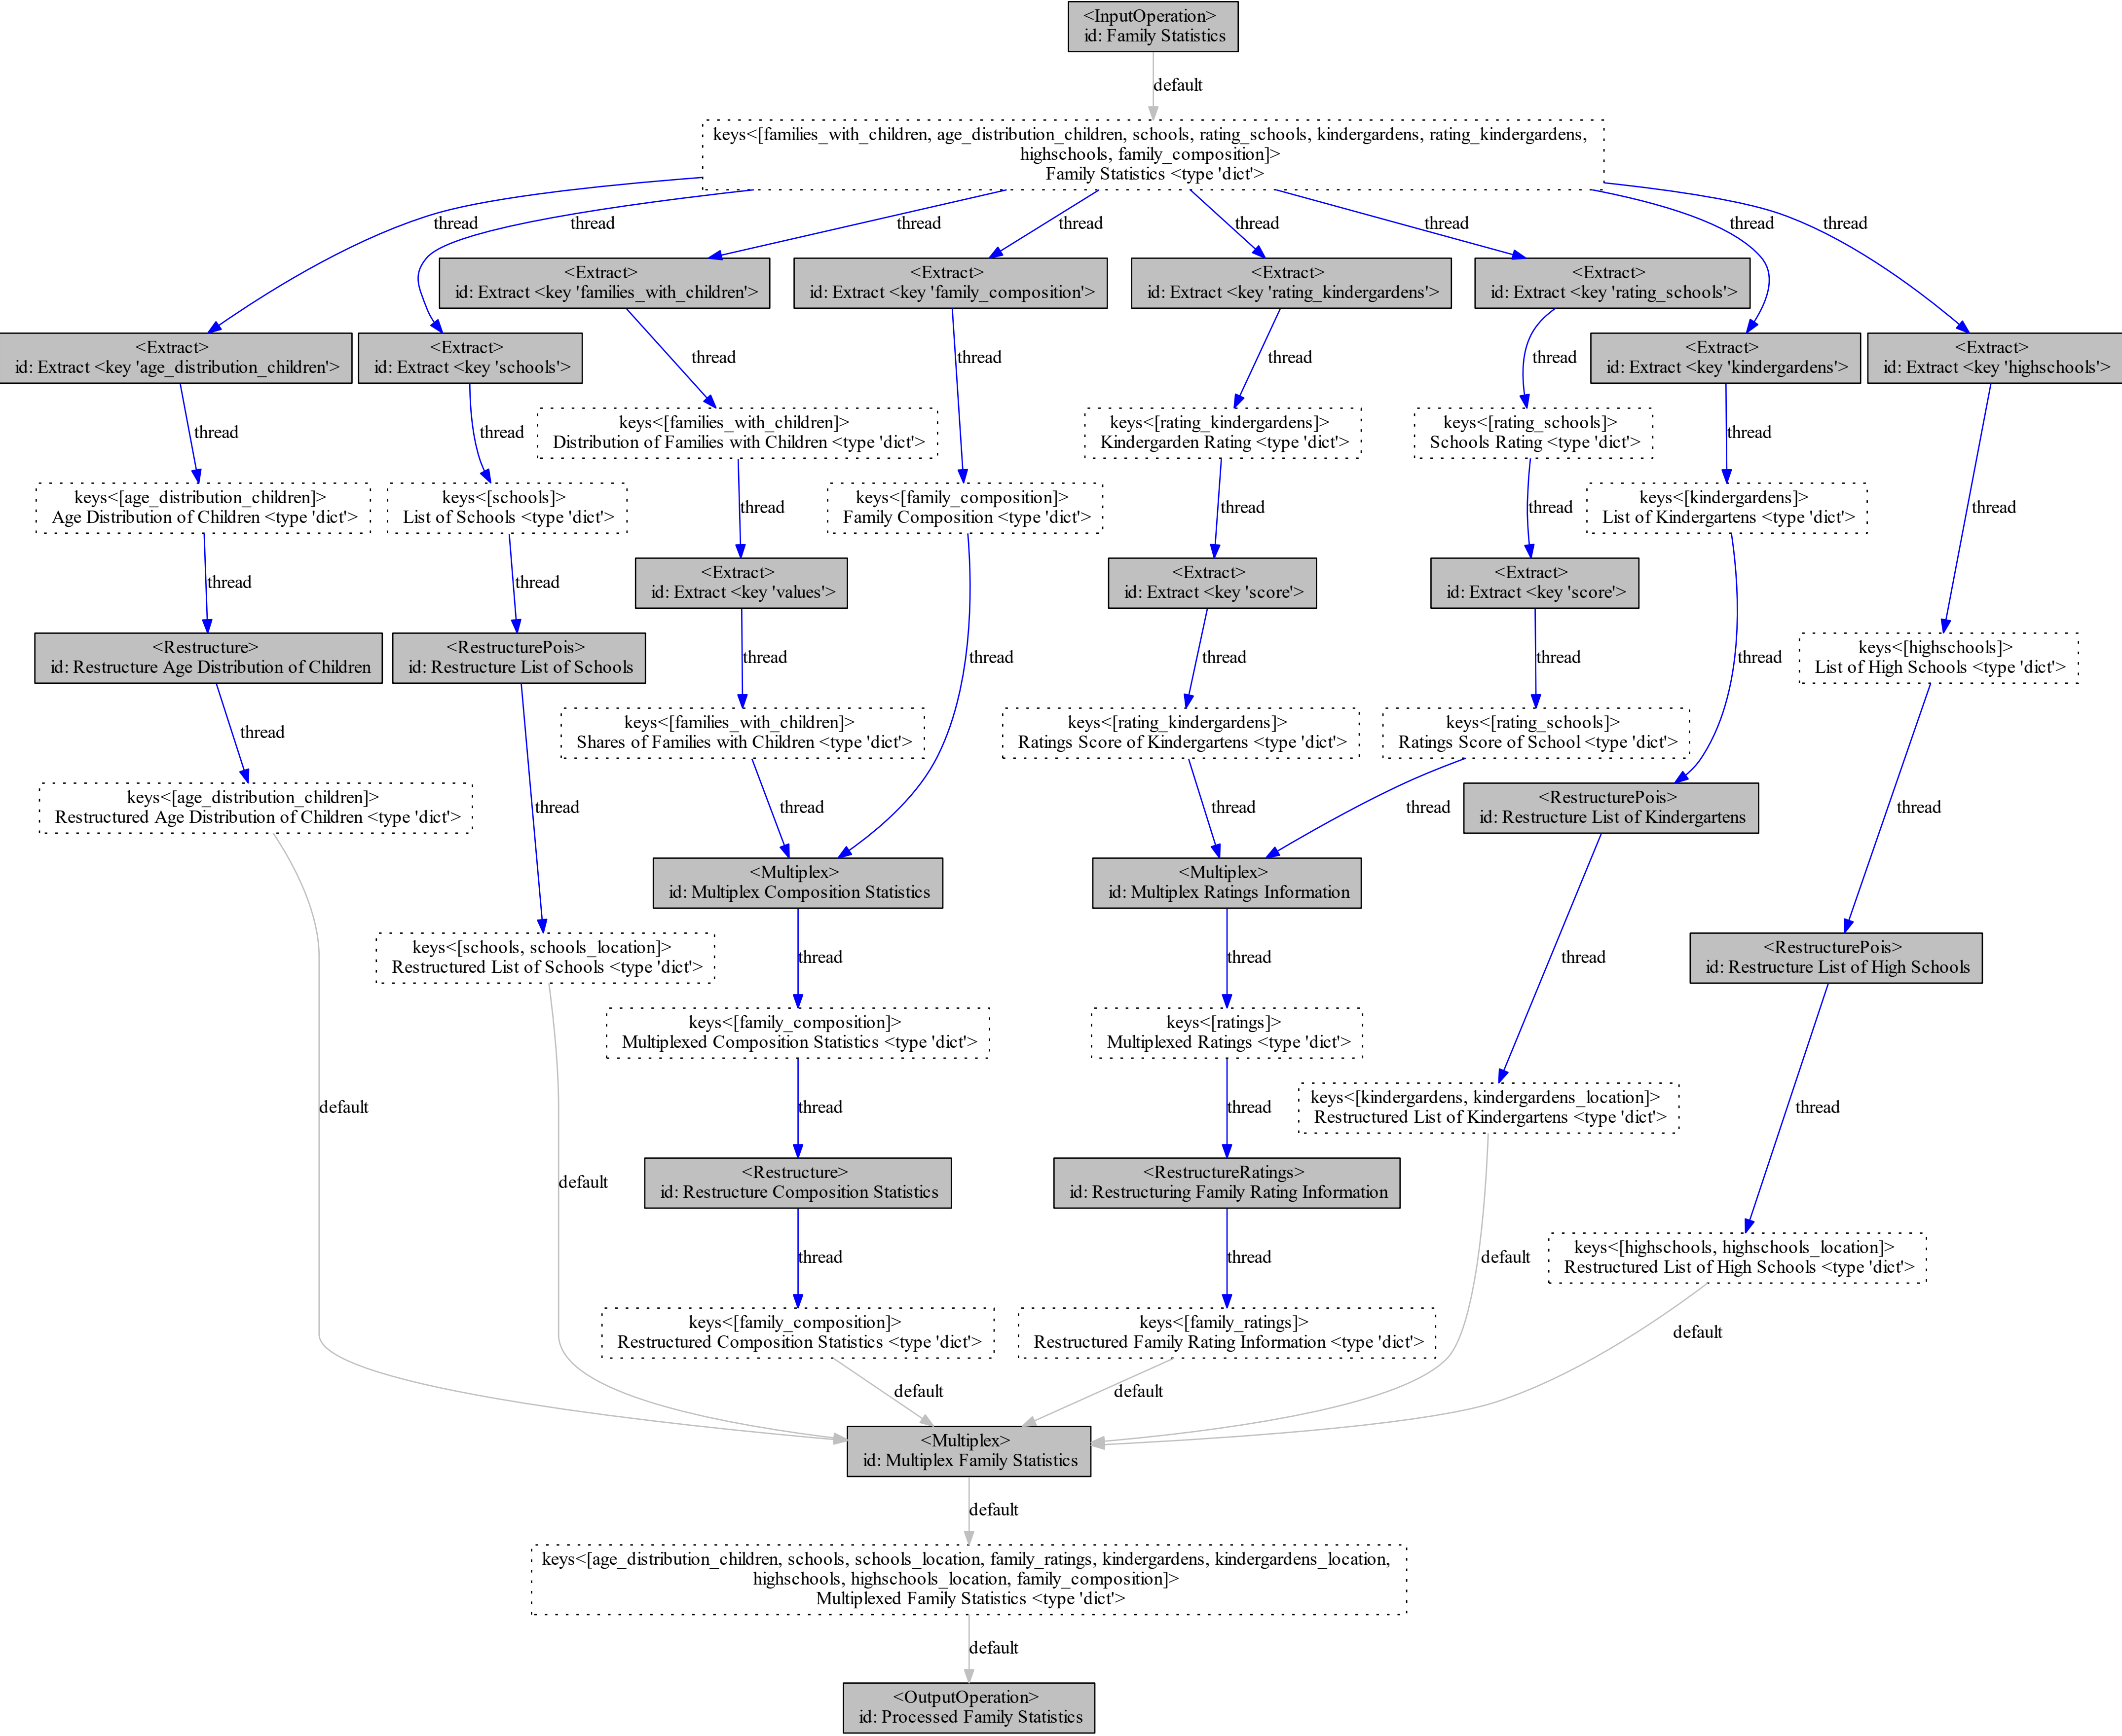 <InputOperation>
id: Family Statistics
default
keys<[families_with_children, age_distribution_children, schools, rating_schools, kindergardens, rating_kindergardens,
highschools, family_composition]>
Family Statistics <type 'dict'>
thread
thread
thread
thread
thread
thread
thread
thread
<Extract>
id: Extract <key 'families_with_children'>
<Extract>
id: Extract <key 'family_composition'>
<Extract>
id: Extract <key 'rating_kindergardens'>
<Extract>
id: Extract <key 'rating_schools'>
<Extract>
id: Extract <key 'age_distribution_children'>
<Extract>
id: Extract <key 'schools'>
thread
thread
thread
thread
<Extract>
id: Extract <key 'kindergardens'>
<Extract>
id: Extract <key 'highschools'>
thread
thread
keys<[families_with_children]>
Distribution of Families with Children <type 'dict'>
keys<[rating_kindergardens]>
Kindergarden Rating <type 'dict'>
keys<[rating_schools]>
Schools Rating <type 'dict'>
thread
keys<[age_distribution_children]>
Age Distribution of Children <type 'dict'>
keys<[schools]>
List of Schools <type 'dict'>
thread
keys<[family_composition]>
Family Composition <type 'dict'>
thread
thread
keys<[kindergardens]>
List of Kindergartens <type 'dict'>
thread
thread
thread
<Extract>
id: Extract <key 'values'>
<Extract>
id: Extract <key 'score'>
<Extract>
id: Extract <key 'score'>
<Restructure>
id: Restructure Age Distribution of Children
<RestructurePois>
id: Restructure List of Schools
thread
thread
thread
thread
thread
keys<[highschools]>
List of High Schools <type 'dict'>
thread
keys<[families_with_children]>
Shares of Families with Children <type 'dict'>
keys<[rating_kindergardens]>
Ratings Score of Kindergartens <type 'dict'>
keys<[rating_schools]>
Ratings Score of School <type 'dict'>
keys<[age_distribution_children]>
Restructured Age Distribution of Children <type 'dict'>
thread
thread
thread
thread
<RestructurePois>
id: Restructure List of Kindergartens
thread
<Multiplex>
id: Multiplex Composition Statistics
<Multiplex>
id: Multiplex Ratings Information
keys<[schools, schools_location]>
Restructured List of Schools <type 'dict'>
thread
thread
thread
<RestructurePois>
id: Restructure List of High Schools
keys<[family_composition]>
Multiplexed Composition Statistics <type 'dict'>
keys<[ratings]>
Multiplexed Ratings <type 'dict'>
default
thread
thread
keys<[kindergardens, kindergardens_location]>
Restructured List of Kindergartens <type 'dict'>
thread
default
<Restructure>
id: Restructure Composition Statistics
<RestructureRatings>
id: Restructuring Family Rating Information
thread
thread
default
keys<[highschools, highschools_location]>
Restructured List of High Schools <type 'dict'>
keys<[family_composition]>
Restructured Composition Statistics <type 'dict'>
keys<[family_ratings]>
Restructured Family Rating Information <type 'dict'>
default
default
default
<Multiplex>
id: Multiplex Family Statistics
default
keys<[age_distribution_children, schools, schools_location, family_ratings, kindergardens, kindergardens_location,
highschools, highschools_location, family_composition]>
Multiplexed Family Statistics <type 'dict'>
default
<OutputOperation>
id: Processed Family Statistics